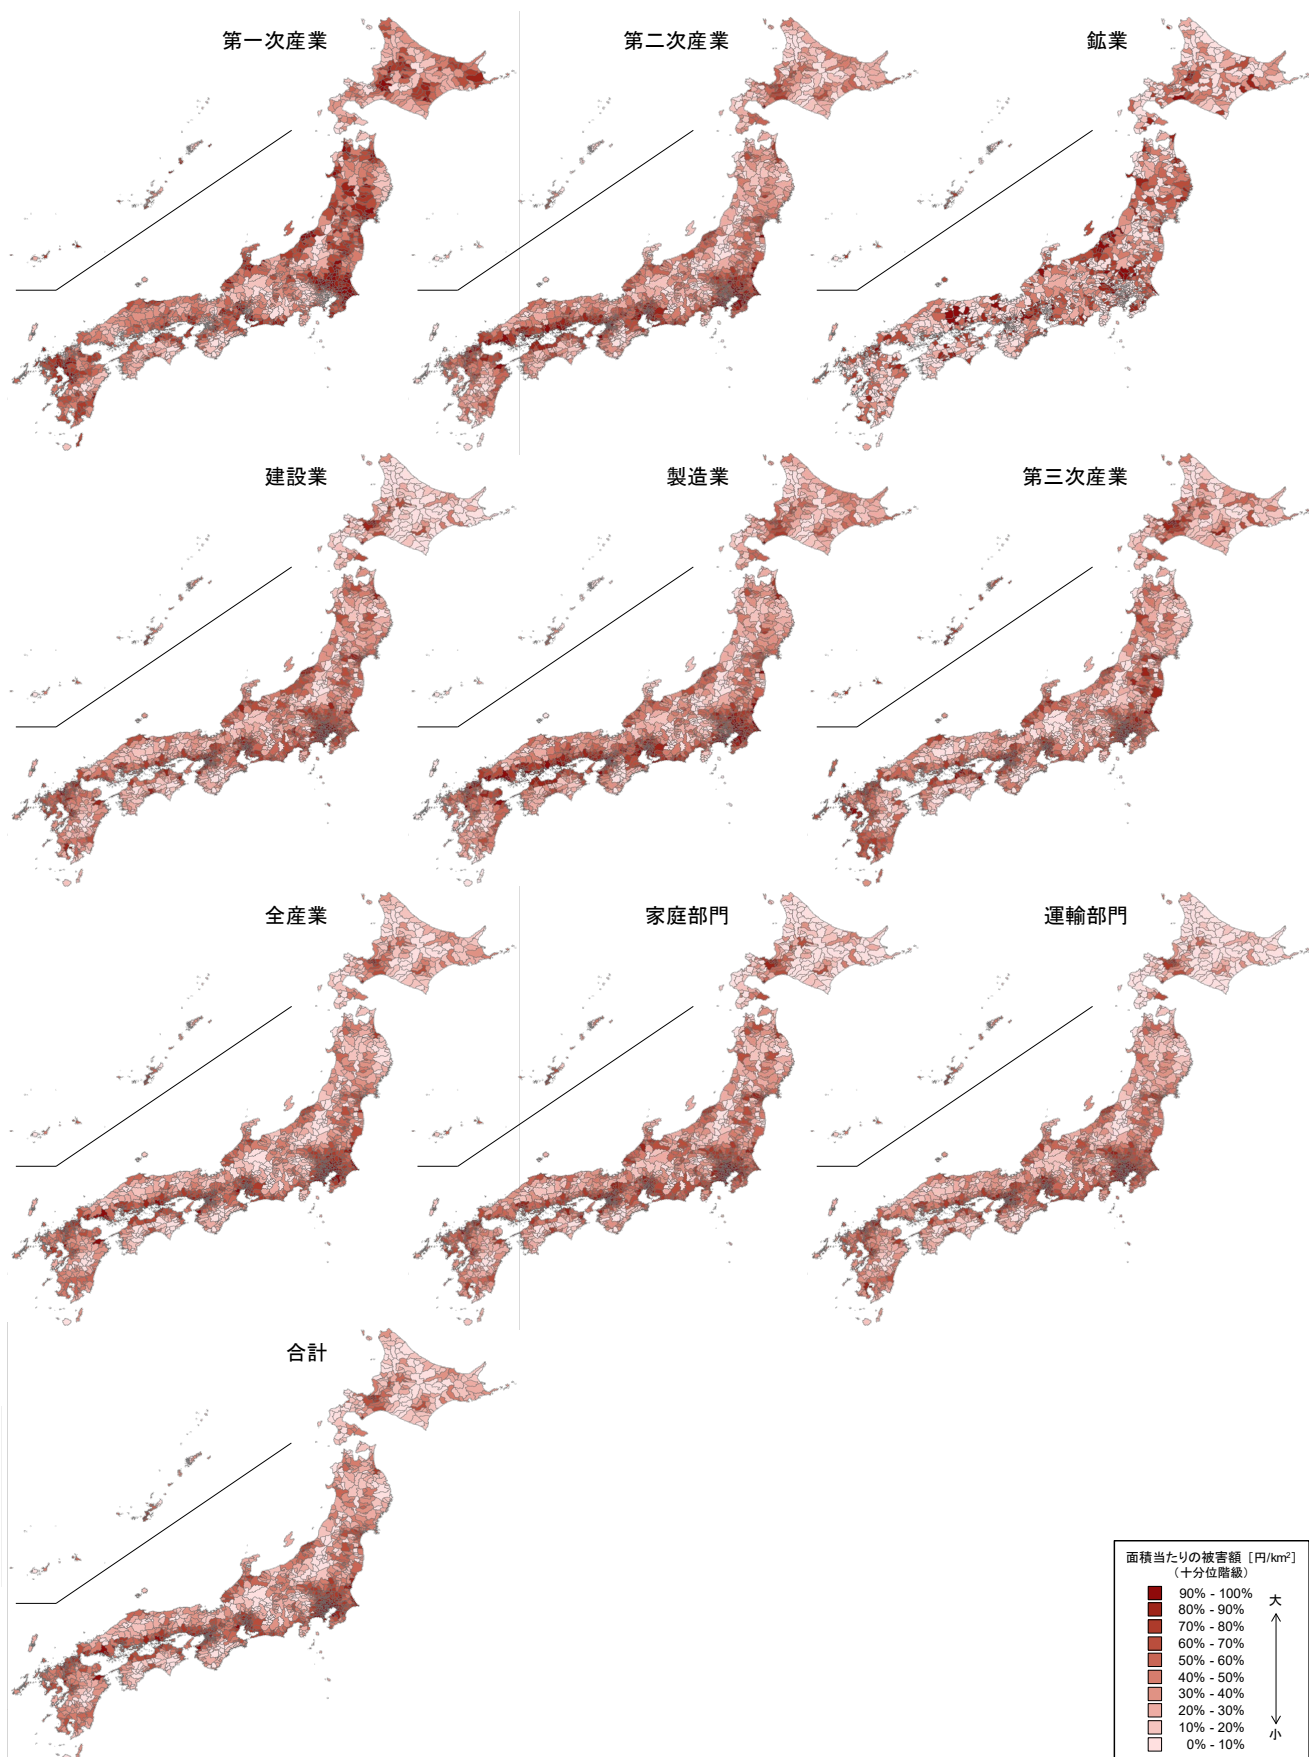 第一次産業
第二次産業
鉱業
建設業
製造業
第三次産業
全産業
家庭部門
運輸部門
合計
面積当たりの被害額 [円/km²]
（十分位階級）
90% - 100%
80% - 90%
70% - 80%
60% - 70%
50% - 60%
40% - 50%
30% - 40%
20% - 30%
10% - 20%
0% - 10%
大
小